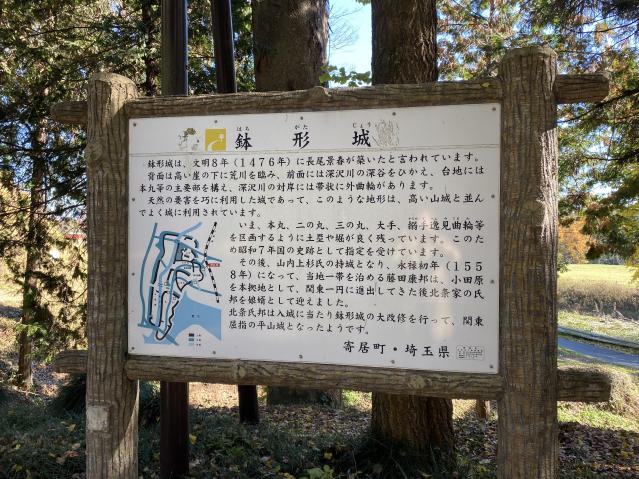 はち がた じょう
鉢形城
鉢形城は、文明8年(1476年)に長尾景春が築いたと言われています。
背面は高い崖の下に荒川を臨み、前面には深沢川の深谷をひかえ、台地には
本丸等の主要部を構え、深沢川の対岸には帯状に外曲輪があります。
天然の要害を巧に利用した城であって、このような地形は、高い山城と並ん
でよく城に利用されています。
いま、本丸、二の丸、三の丸、大手、搦手逸見曲輪等
を区画するように土塁や堀が良く残っています。このた
め昭和7年国の史跡として指定を受けています。
その後、山内上杉氏の持城となり、永禄初年(155
8年)になって、当地一帯を治める藤田康邦は、小田原
を本拠地として、関東一円に進出してきた後北条家の氏
邦を娘婿として迎えました。
北条氏邦は入城に当たり鉢形城の大改修を行って、関東
屈指の平山城となったようです。
寄居町・埼玉県